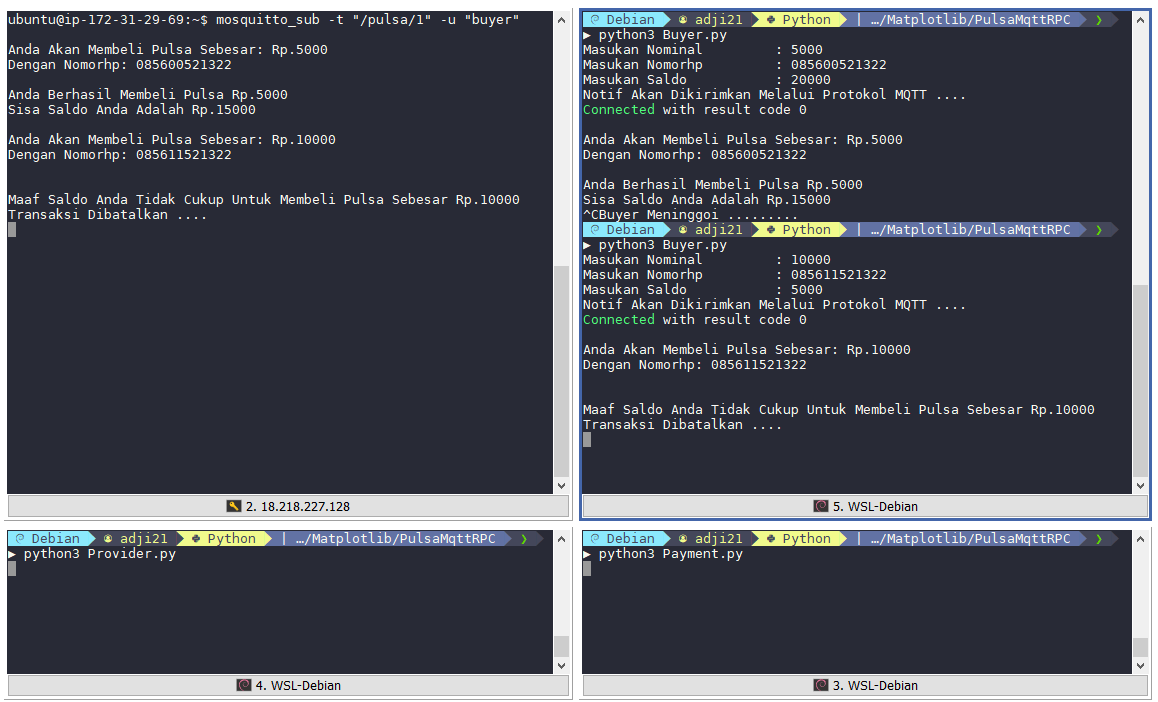 ubuntu@ip-172-31-29-69:~$ mosquitto_sub -t "/pulsa/1" -u "buyer"
Anda Akan Membeli Pulsa Sebesar: Rp.5000
Dengan Nomorhp: 085600521322
Anda Berhasil Membeli Pulsa Rp.5000
Sisa Saldo Anda Adalah Rp.15000
Anda Akan Membeli Pulsa Sebesar: Rp.10000
Dengan Nomorhp: 085611521322
Maaf Saldo Anda Tidak Cukup Untuk Membeli Pulsa Sebesar Rp.10000
Transaksi Dibatalkan ....
2. 18.218.227.128
Debian adji21 Python | …/Matplotlib/PulsaMqttRPC ❯
▶ python3 Buyer.py
Masukan Nominal : 5000
Masukan Nomorhp : 085600521322
Masukan Saldo : 20000
Notif Akan Dikirimkan Melalui Protokol MQTT ....
Connected with result code 0
Anda Akan Membeli Pulsa Sebesar: Rp.5000
Dengan Nomorhp: 085600521322
Anda Berhasil Membeli Pulsa Rp.5000
Sisa Saldo Anda Adalah Rp.15000
^CBuyer Meninggoi .........
Debian adji21 Python | …/Matplotlib/PulsaMqttRPC ❯
▶ python3 Buyer.py
Masukan Nominal : 10000
Masukan Nomorhp : 085611521322
Masukan Saldo : 5000
Notif Akan Dikirimkan Melalui Protokol MQTT ....
Connected with result code 0
Anda Akan Membeli Pulsa Sebesar: Rp.10000
Dengan Nomorhp: 085611521322
Maaf Saldo Anda Tidak Cukup Untuk Membeli Pulsa Sebesar Rp.10000
Transaksi Dibatalkan ....
5. WSL-Debian
Debian adji21 Python | …/Matplotlib/PulsaMqttRPC ❯
▶ python3 Provider.py
4. WSL-Debian
Debian adji21 Python | …/Matplotlib/PulsaMqttRPC ❯
▶ python3 Payment.py
3. WSL-Debian